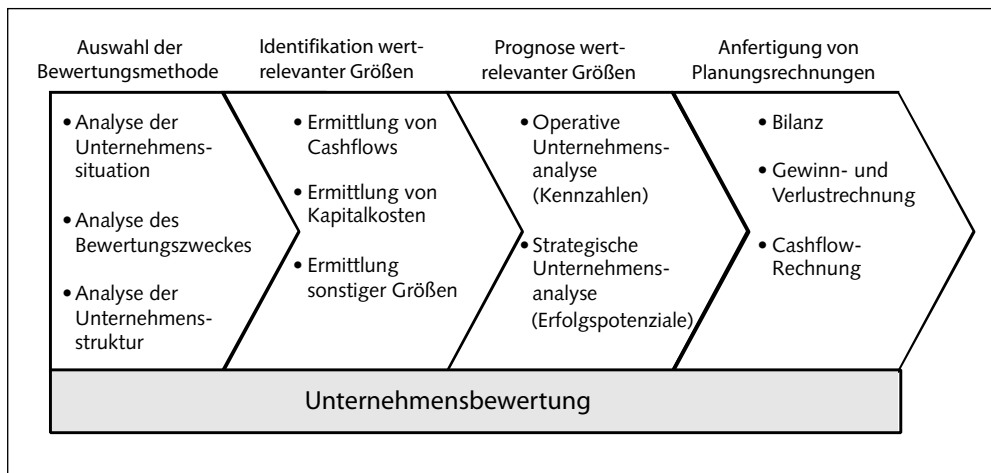 Auswahl der
Bewertungsmethode
Identifikation wert-
relevanter Größen
Prognose wert-
relevanter Größen
Anfertigung von
Planungsrechnungen
• Analyse der
Unternehmens-
situation
• Analyse des
Bewertungszweckes
• Analyse der
Unternehmens-
struktur
• Ermittlung von
Cashflows
• Ermittlung von
Kapitalkosten
• Ermittlung
sonstiger Größen
• Operative
Unternehmens-
analyse
(Kennzahlen)
• Strategische
Unternehmens-
analyse
(Erfolgspotenziale)
• Bilanz
• Gewinn- und
Verlustrechnung
• Cashflow-
Rechnung
Unternehmensbewertung